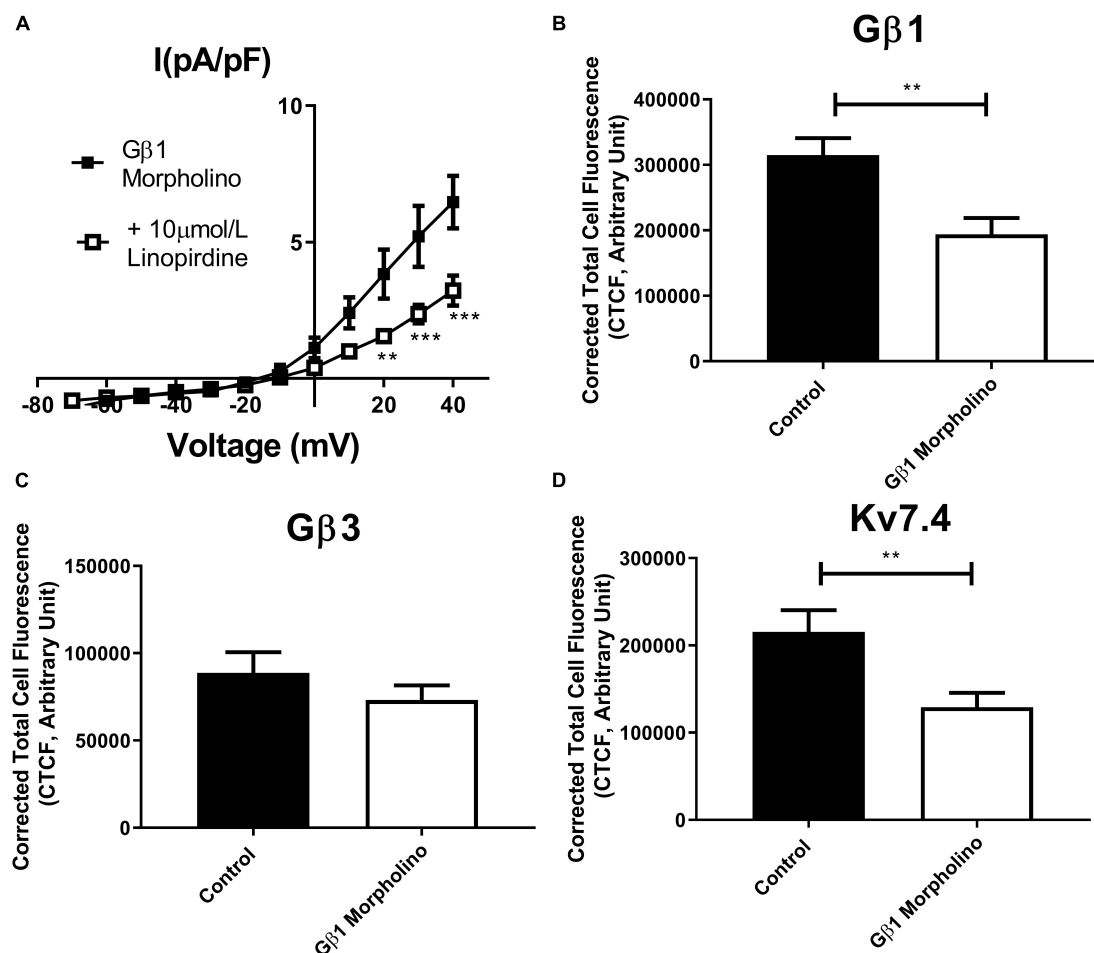 A
I(pA/pF)
10
5
Gβ1
Morpholino
+ 10μmol/L
Linopirdine
**
***
***
-80 -60 -40 -20 20 40
Voltage (mV)
B
Gβ1
Corrected Total Cell Fluorescence
(CTCF, Arbitrary Unit)
400000
300000
200000
100000
0
**
Control
Gβ1 Morpholino
C
Gβ3
Corrected Total Cell Fluorescence
(CTCF, Arbitrary Unit)
150000
100000
50000
0
Control
Gβ1 Morpholino
D
Kv7.4
Corrected Total Cell Fluorescence
(CTCF, Arbitrary Unit)
300000
200000
100000
0
**
Control
Gβ1 Morpholino